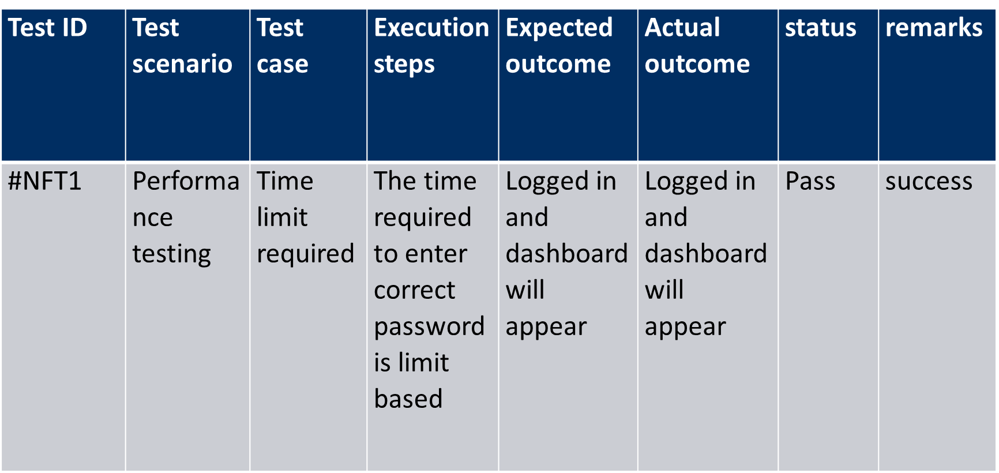 Test ID
Test
scenario
Test
case
Execution
steps
Expected
outcome
Actual
outcome
status
remarks
#NFT1
Performa
nce
testing
Time
limit
required
The time
required
to enter
correct
password
is limit
based
Logged in
and
dashboard
will
appear
Logged in
and
dashboard
will
appear
Pass
success